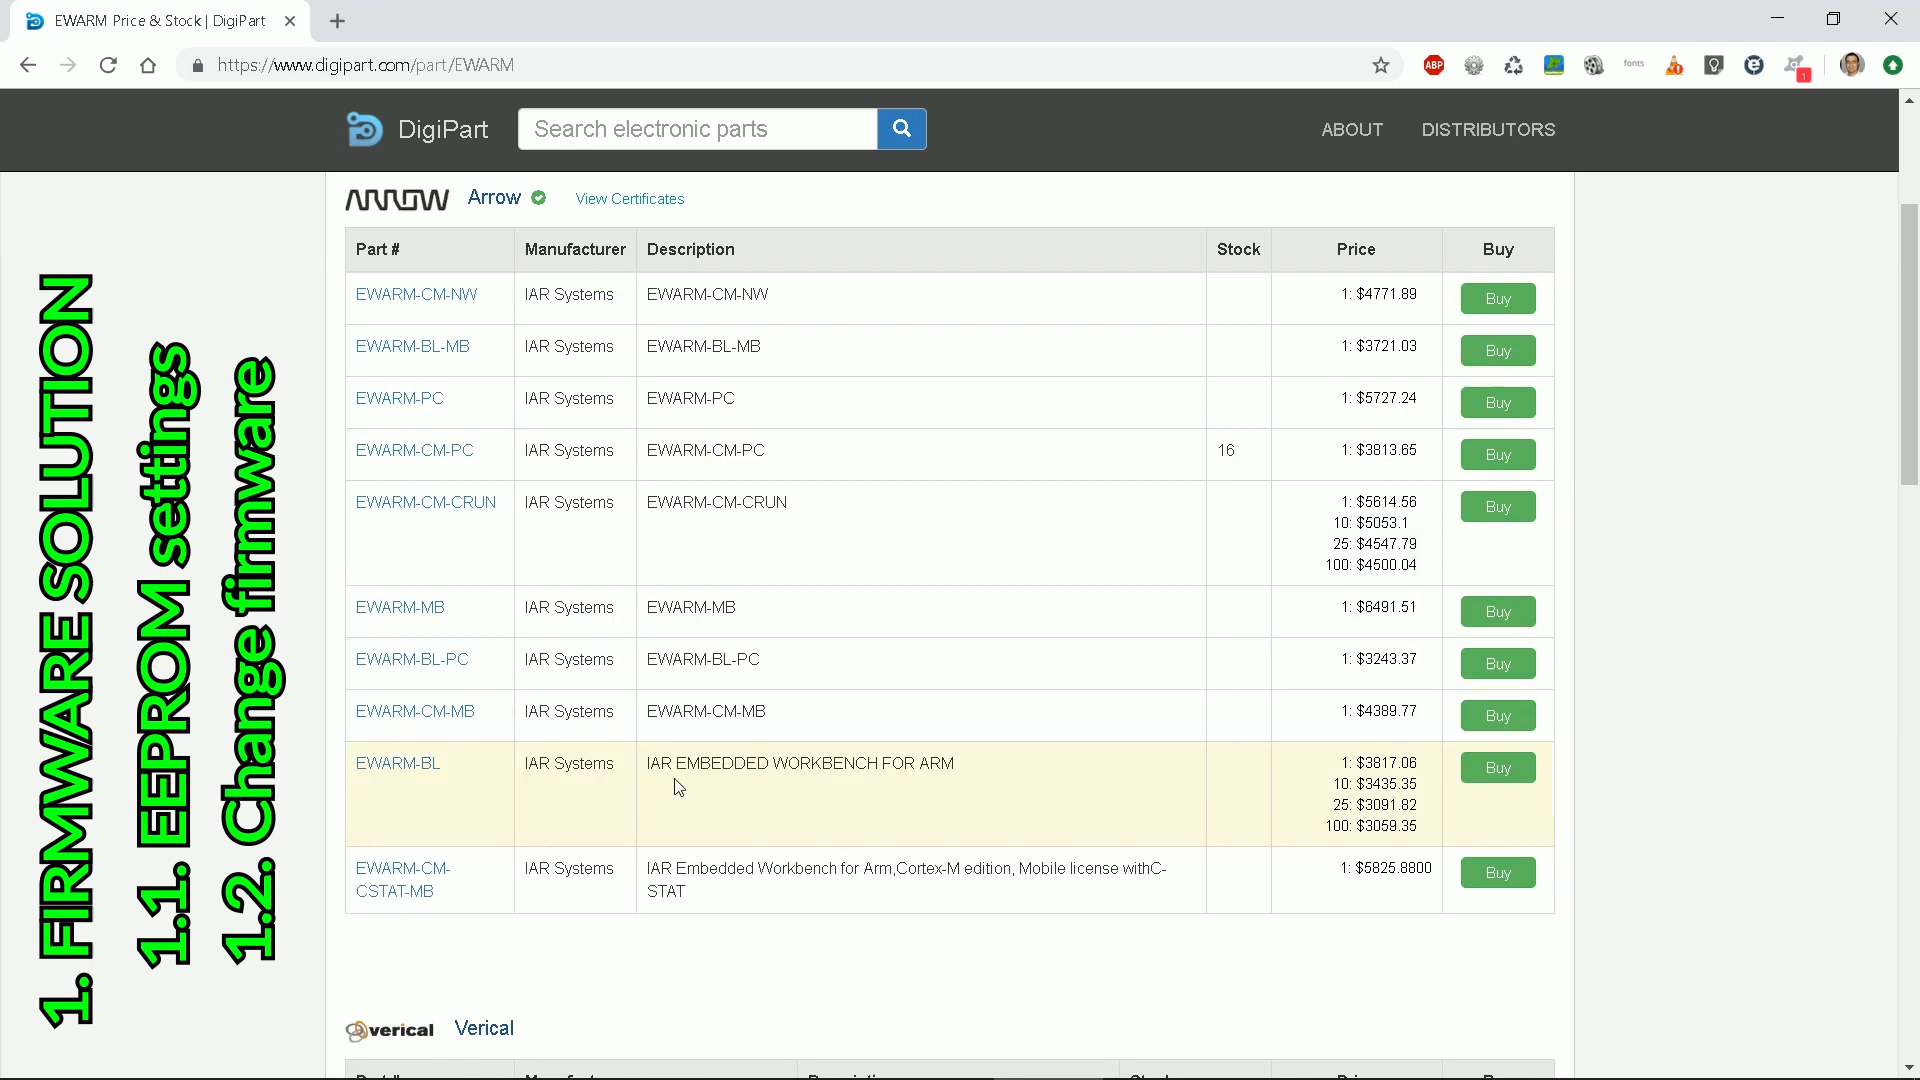 EWARM Price & Stock | DigiPart
https://www.digipart.com/part/EWARM
ABP
fonts
1
DigiPart
Search electronic parts
ABOUT
DISTRIBUTORS
ARROW
Arrow
View Certificates
Part # Manufacturer Description Stock Price Buy
EWARM-CM-NW IAR Systems EWARM-CM-NW 1: $4771.89 Buy
EWARM-BL-MB IAR Systems EWARM-BL-MB 1: $3721.03 Buy
EWARM-PC IAR Systems EWARM-PC 1: $5727.24 Buy
EWARM-CM-PC IAR Systems EWARM-CM-PC 16 1: $3813.65 Buy
EWARM-CM-CRUN IAR Systems EWARM-CM-CRUN 1: $5614.56 Buy
10: $5053.1
25: $4547.79
100: $4500.04
EWARM-MB IAR Systems EWARM-MB 1: $6491.51 Buy
EWARM-BL-PC IAR Systems EWARM-BL-PC 1: $3243.37 Buy
EWARM-CM-MB IAR Systems EWARM-CM-MB 1: $4389.77 Buy
EWARM-BL IAR Systems IAR EMBEDDED WORKBENCH FOR ARM 1: $3817.06 Buy
10: $3435.35
25: $3091.82
100: $3059.35
EWARM-CM- IAR Systems IAR Embedded Workbench for Arm,Cortex-M edition, Mobile license withC- 1: $5825.8800 Buy
CSTAT-MB STAT
verical
Verical
1. FIRMWARE SOLUTION
1.1. EEPROM settings
1.2. Change firmware